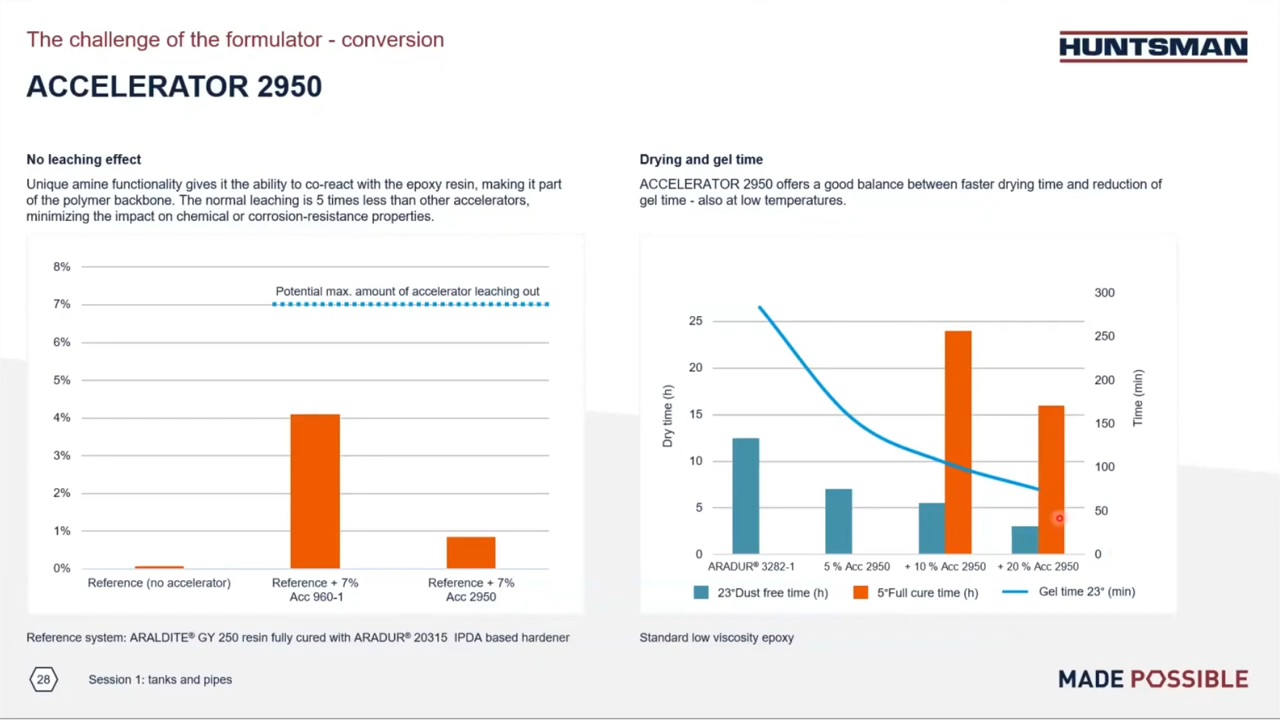 The challenge of the formulator - conversion
HUNTSMAN
ACCELERATOR 2950
No leaching effect
Unique amine functionality gives it the ability to co-react with the epoxy resin, making it part
of the polymer backbone. The normal leaching is 5 times less than other accelerators,
minimizing the impact on chemical or corrosion-resistance properties.
8%
7%
6%
5%
4%
3%
2%
1%
0%
Potential max. amount of accelerator leaching out
Reference (no accelerator)
Reference + 7%
Acc 960-1
Reference + 7%
Acc 2950
Reference system: ARALDITE® GY 250 resin fully cured with ARADUR® 20315 IPDA based hardener
Drying and gel time
ACCELERATOR 2950 offers a good balance between faster drying time and reduction of
gel time - also at low temperatures.
Dry time (h)
25
20
15
10
5
0
300
250
200
150
100
50
0
Time (min)
ARADUR® 3282-1
5 % Acc 2950
+ 10 % Acc 2950
+ 20 % Acc 2950
23°Dust free time (h)
5°Full cure time (h)
Gel time 23° (min)
Standard low viscosity epoxy
28
Session 1: tanks and pipes
MADE POSSIBLE